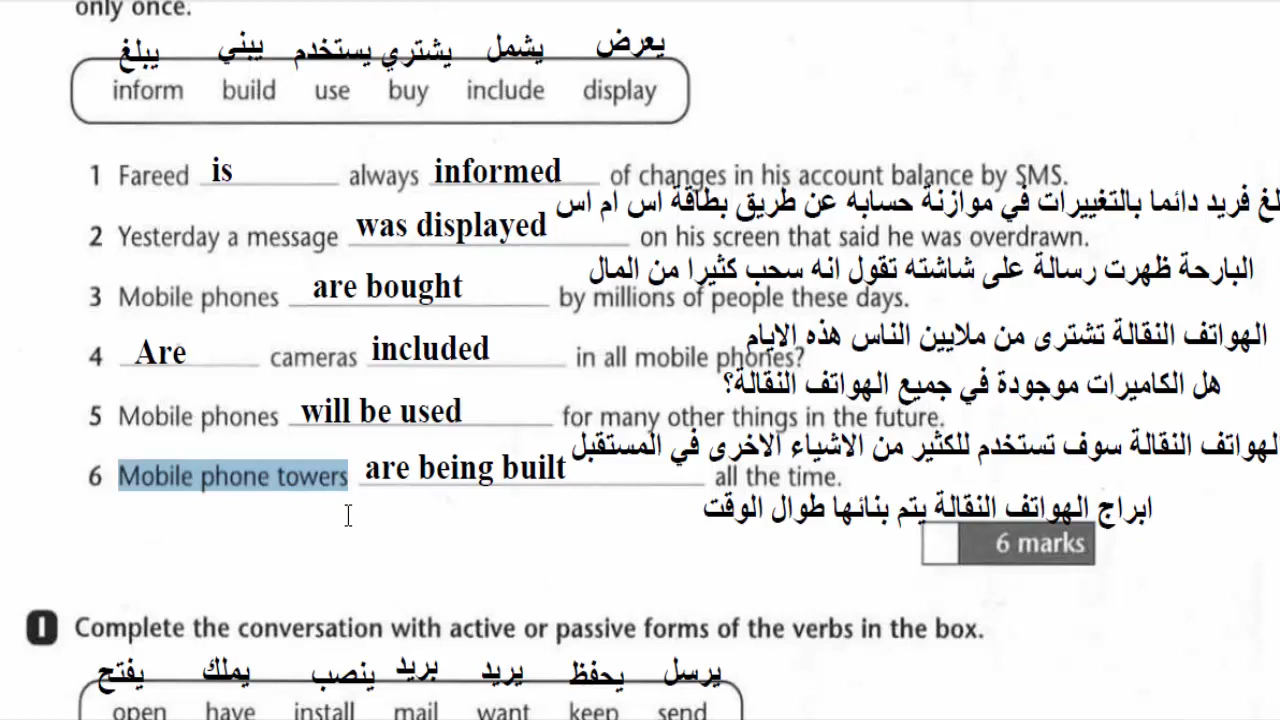 only once.
يبلغ يبني يستخدم يشتري يشمل يعرض
inform build use buy include display
1 Fareed is always informed of changes in his account balance by SMS.
لغ فريد دائما بالتغييرات في موازنة حسابه عن طريق بطاقة اس ام اس
2 Yesterday a message was displayed on his screen that said he was overdrawn.
البارحة ظهرت رسالة على شاشته تقول انه سحب كثيرا من المال
3 Mobile phones are bought by millions of people these days.
الهواتف النقالة تشترى من ملايين الناس هذه الايام
4 Are cameras included in all mobile phones?
هل الكاميرات موجودة في جميع الهواتف النقالة؟
5 Mobile phones will be used for many other things in the future.
لهواتف النقالة سوف تستخدم للكثير من الاشياء الاخرى في المستقبل
6 Mobile phone towers are being built all the time.
ابراج الهواتف النقالة يتم بنائها طوال الوقت
6 marks
I Complete the conversation with active or passive forms of the verbs in the box.
يفتح يملك ينصب بريد يريد يحفظ يرسل
open have install mail want keep send